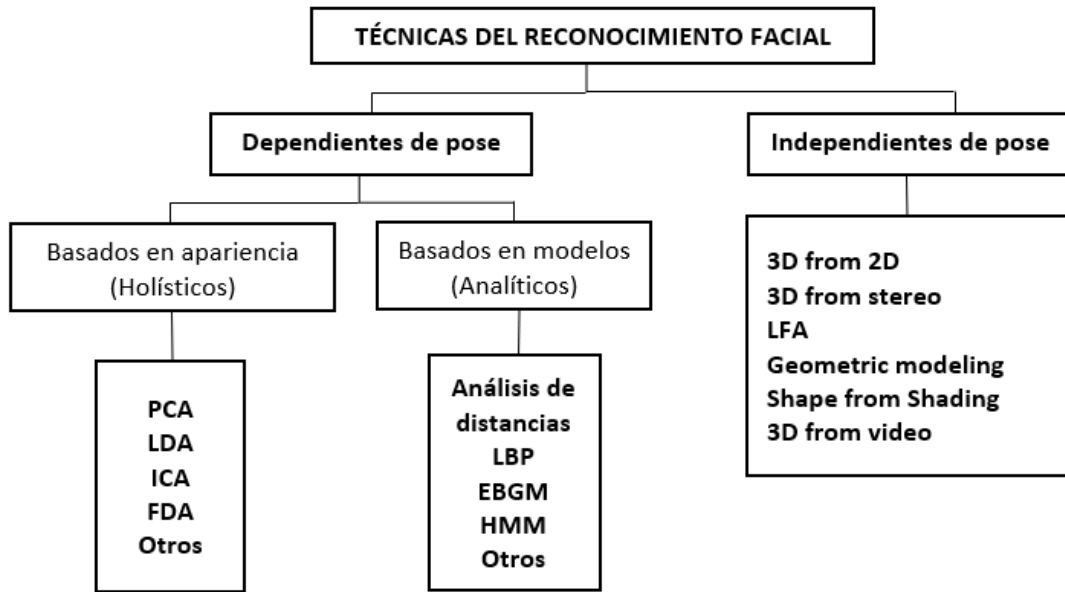 TÉCNICAS DEL RECONOCIMIENTO FACIAL
Dependientes de pose
Independientes de pose
Basados en apariencia
(Holísticos)
Basados en modelos
(Analíticos)
PCA
LDA
ICA
FDA
Otros
Análisis de
distancias
LBP
EBGM
HMM
Otros
3D from 2D
3D from stereo
LFA
Geometric modeling
Shape from Shading
3D from video